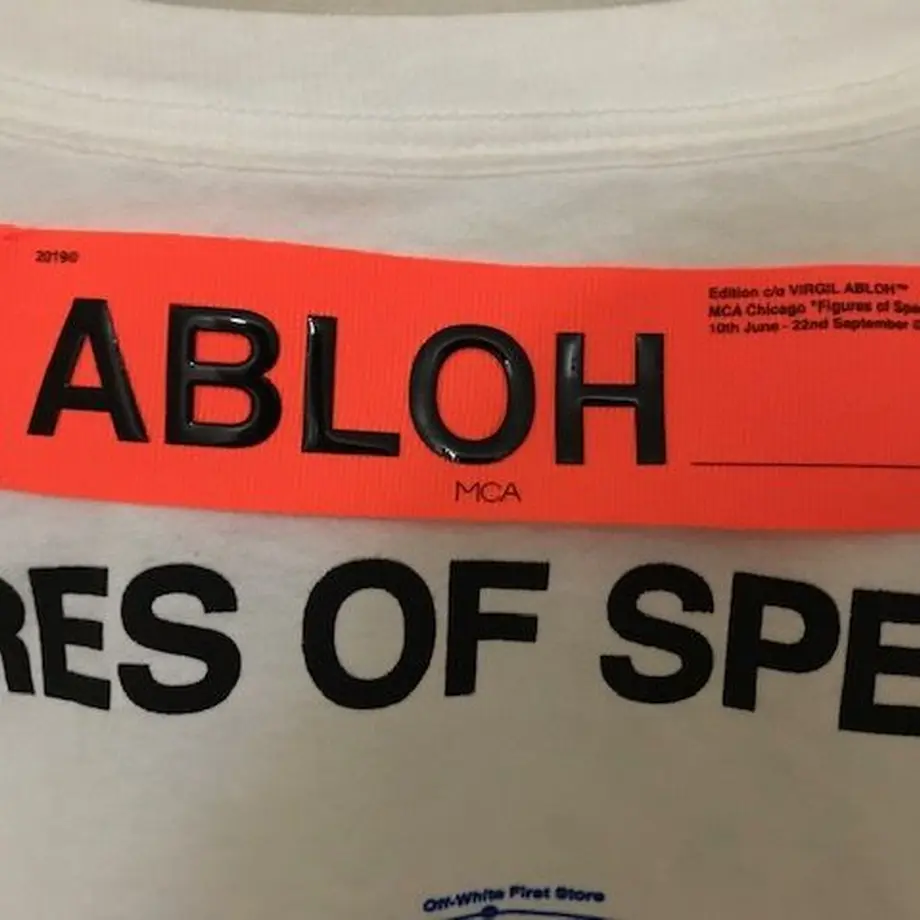 2019©
ABLOH
Edition c/o VIRGIL ABLOH™
MCA Chicago "Figures of Spe
10th June - 22nd September
MCA
RES OF SPE
Off-White First Store